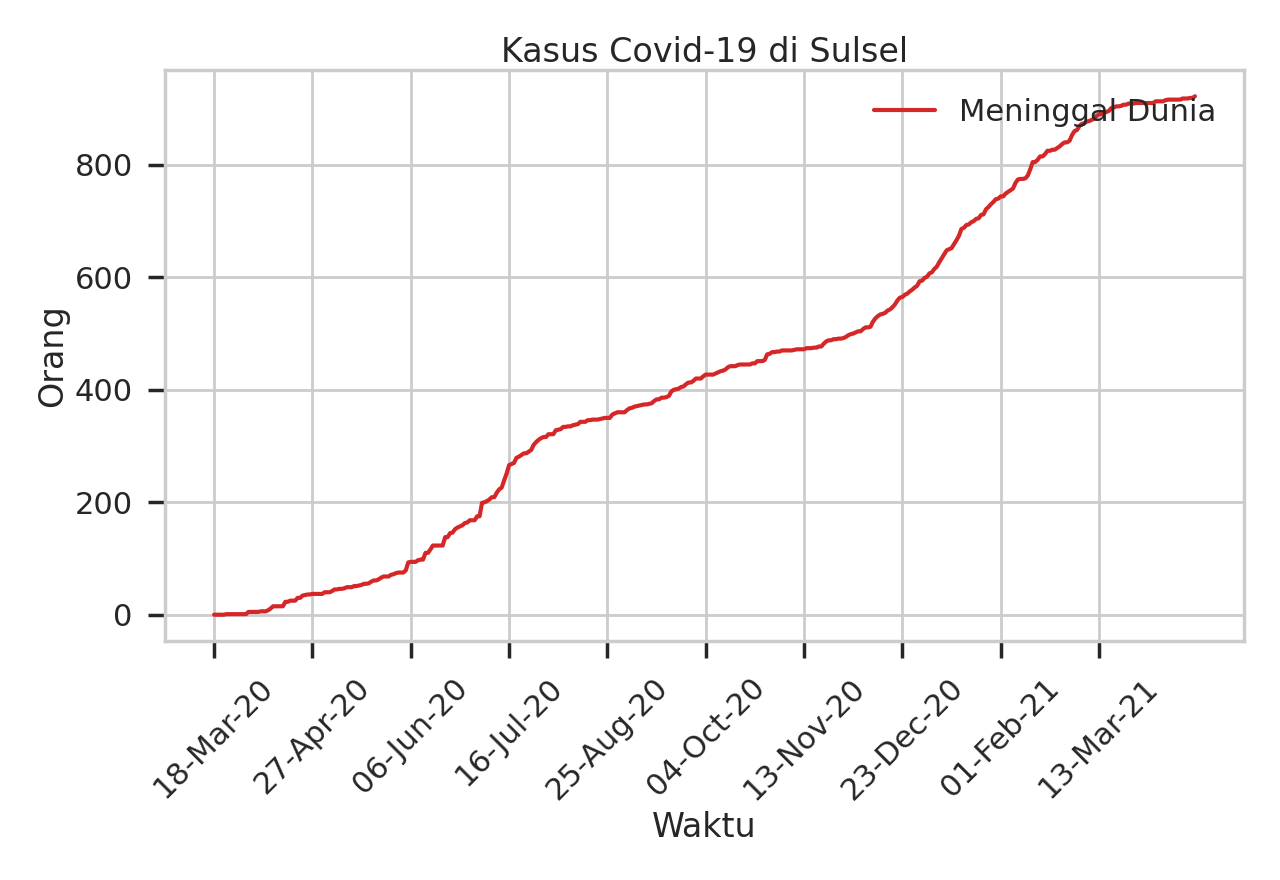 Kasus Covid-19 di Sulsel
Meninggal Dunia
Orang
800
600
400
200
0
18-Mar-20
27-Apr-20
06-Jun-20
16-Jul-20
25-Aug-20
04-Oct-20
13-Nov-20
23-Dec-20
01-Feb-21
13-Mar-21
Waktu